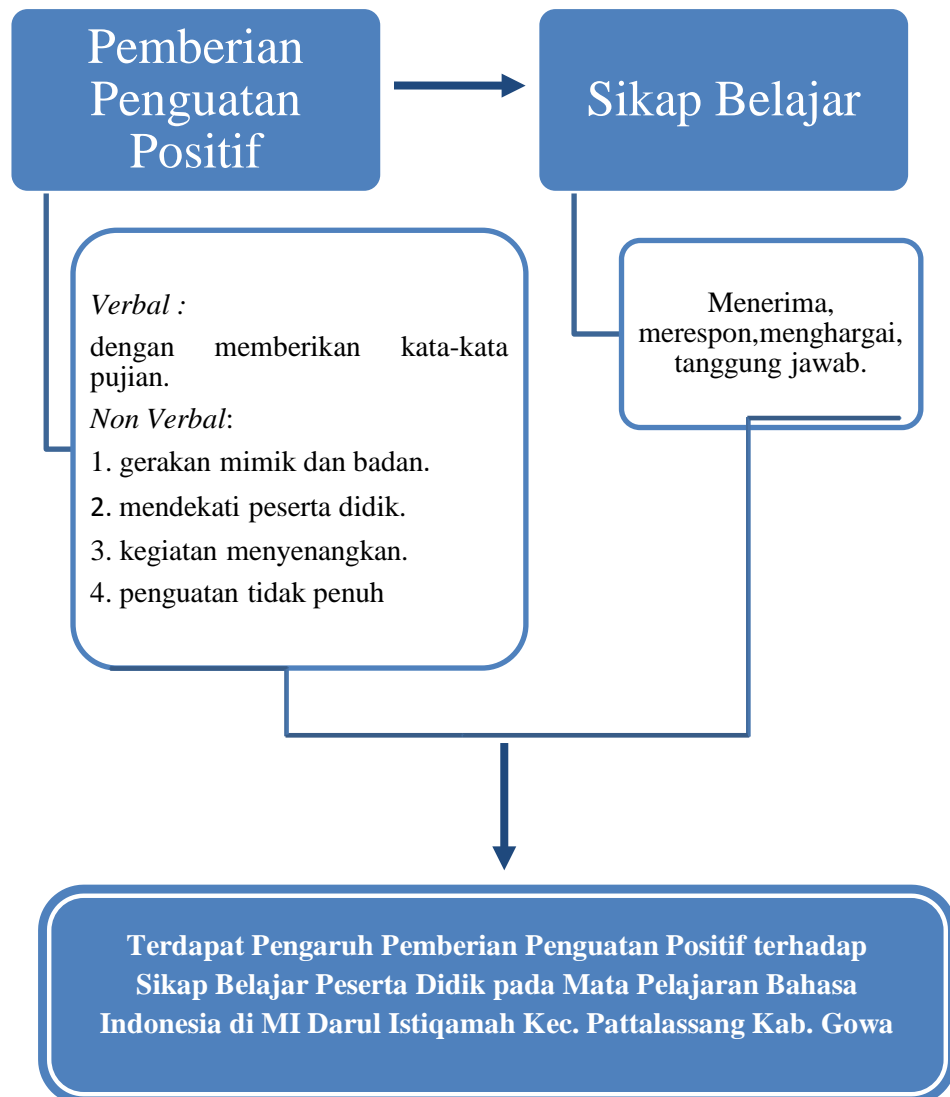 Pemberian
Penguatan
Positif
Sikap Belajar
Verbal :
dengan memberikan kata-kata
pujian.
Non Verbal:
1. gerakan mimik dan badan.
2. mendekati peserta didik.
3. kegiatan menyenangkan.
4. penguatan tidak penuh
Menerima,
merespon,menghargai,
tanggung jawab.
Terdapat Pengaruh Pemberian Penguatan Positif terhadap
Sikap Belajar Peserta Didik pada Mata Pelajaran Bahasa
Indonesia di MI Darul Istiqamah Kec. Pattalassang Kab. Gowa